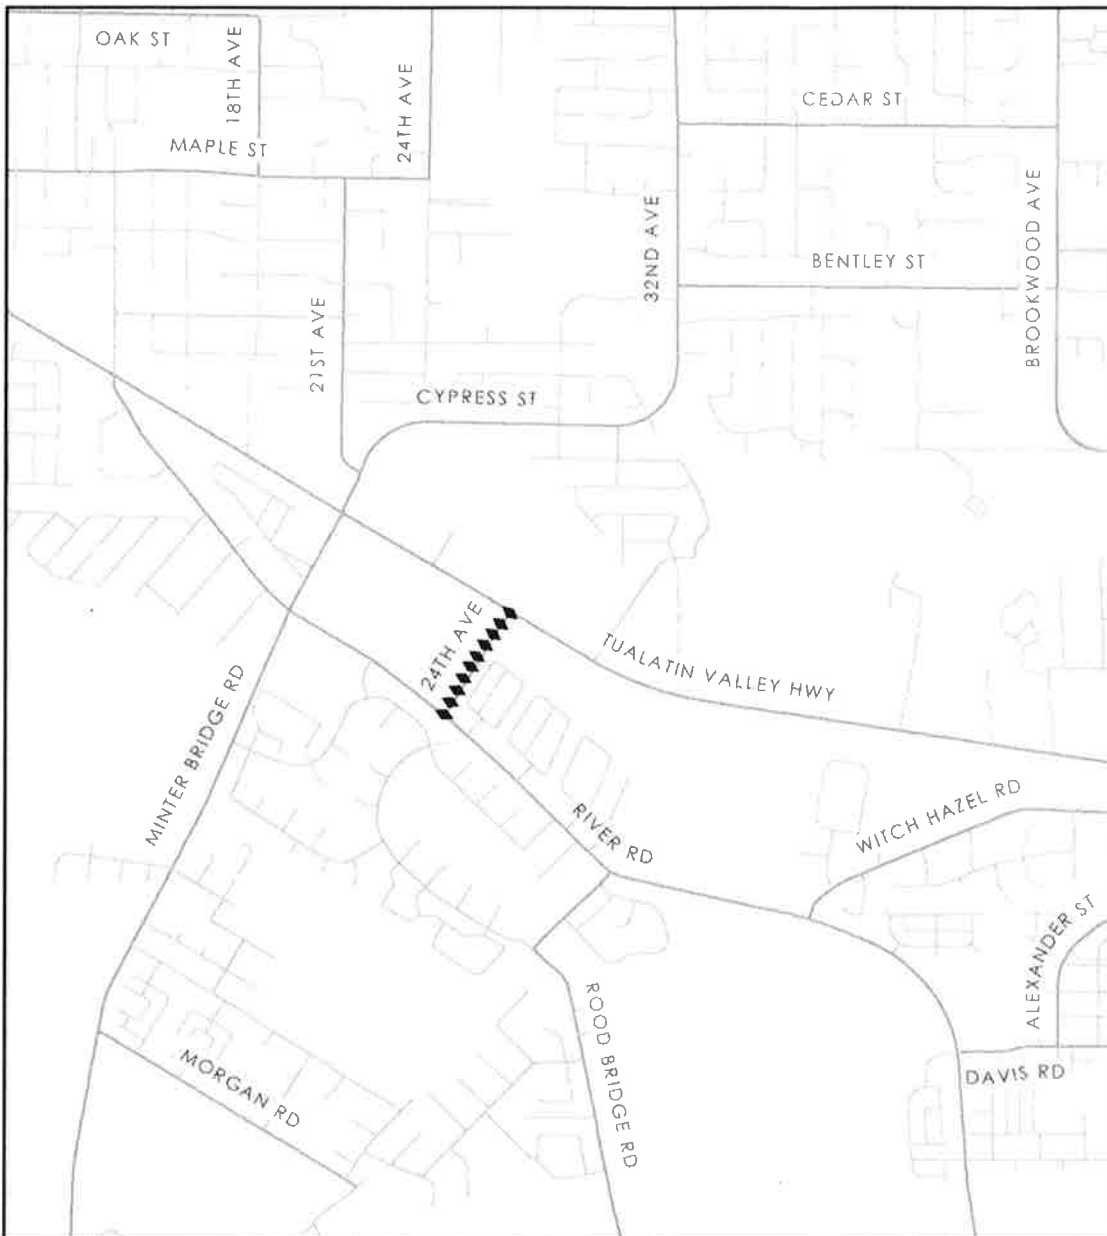 OAK ST
18TH AVE
24TH AVE
CEDAR ST
MAPLE ST
BROOKWOOD AVE
32ND AVE
BENTLEY ST
21ST AVE
CYPRESS ST
24TH AVE
TUALATIN VALLEY HWY
MINTER BRIDGE RD
RIVER RD
WITCH HAZEL RD
ALEXANDER ST
ROOD BRIDGE RD
MORGAN RD
DAVIS RD